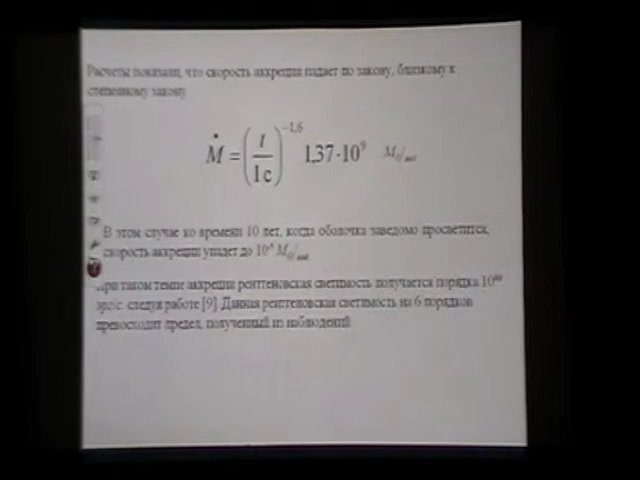 Расчеты показали, что скорость аккреции падает по закону, близкому к
степенному закону
Ṁ = (t / 1 c)^−1,6 1,37·10^9
В этом случае ко времени 10 лет, когда оболочка заведомо просветится,
скорость аккреции упадет до
При таком темпе аккреции рентгеновская светимость получается порядка
эрг/с следуя работе [9] Данная рентгеновская светимость на 6 порядков
превосходит предел, полученный из наблюдений